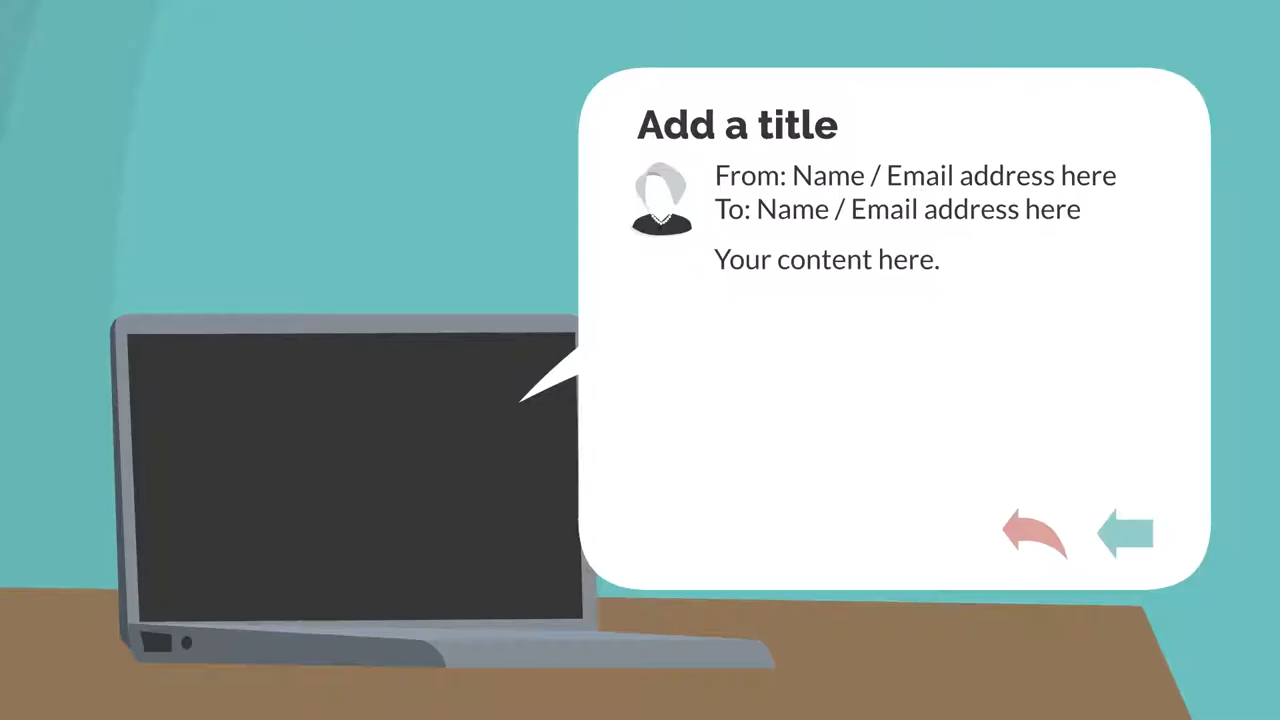 Add a title
From: Name / Email address here
To: Name / Email address here
Your content here.